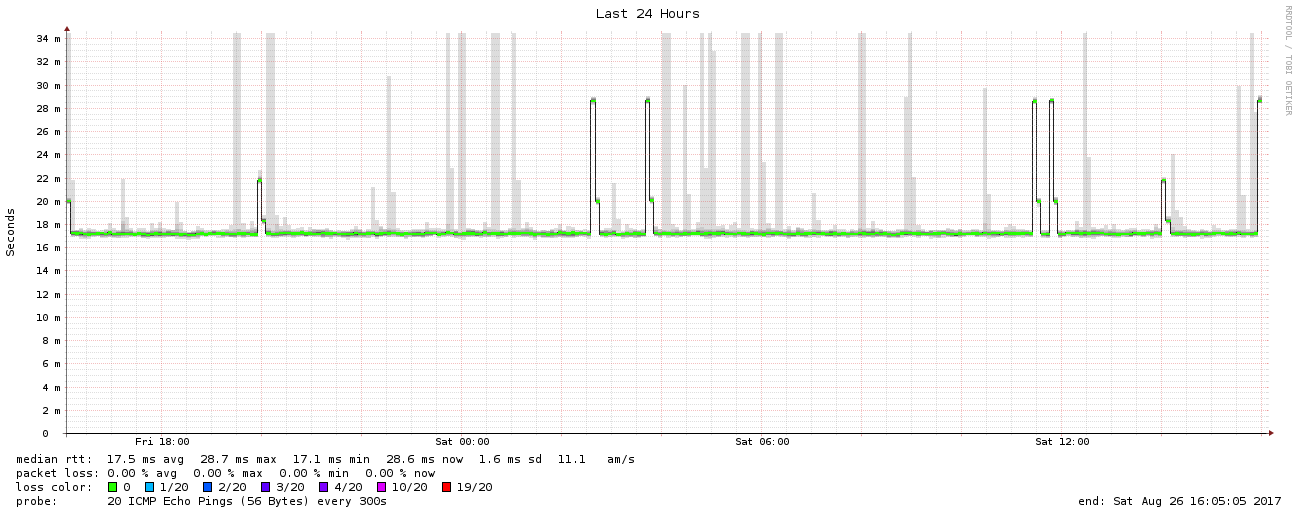 Last 24 Hours
RRDTOOL / TOBI OETIKER
Seconds
34 m
32 m
30 m
28 m
26 m
24 m
22 m
20 m
18 m
16 m
14 m
12 m
10 m
8 m
6 m
4 m
2 m
0
Fri 18:00 Sat 00:00 Sat 06:00 Sat 12:00
median rtt: 17.5 ms avg 28.7 ms max 17.1 ms min 28.6 ms now 1.6 ms sd 11.1 am/s
packet loss: 0.00 % avg 0.00 % max 0.00 % min 0.00 % now
loss color: 0 1/20 2/20 3/20 4/20 10/20 19/20
probe: 20 ICMP Echo Pings (56 Bytes) every 300s end: Sat Aug 26 16:05:05 2017